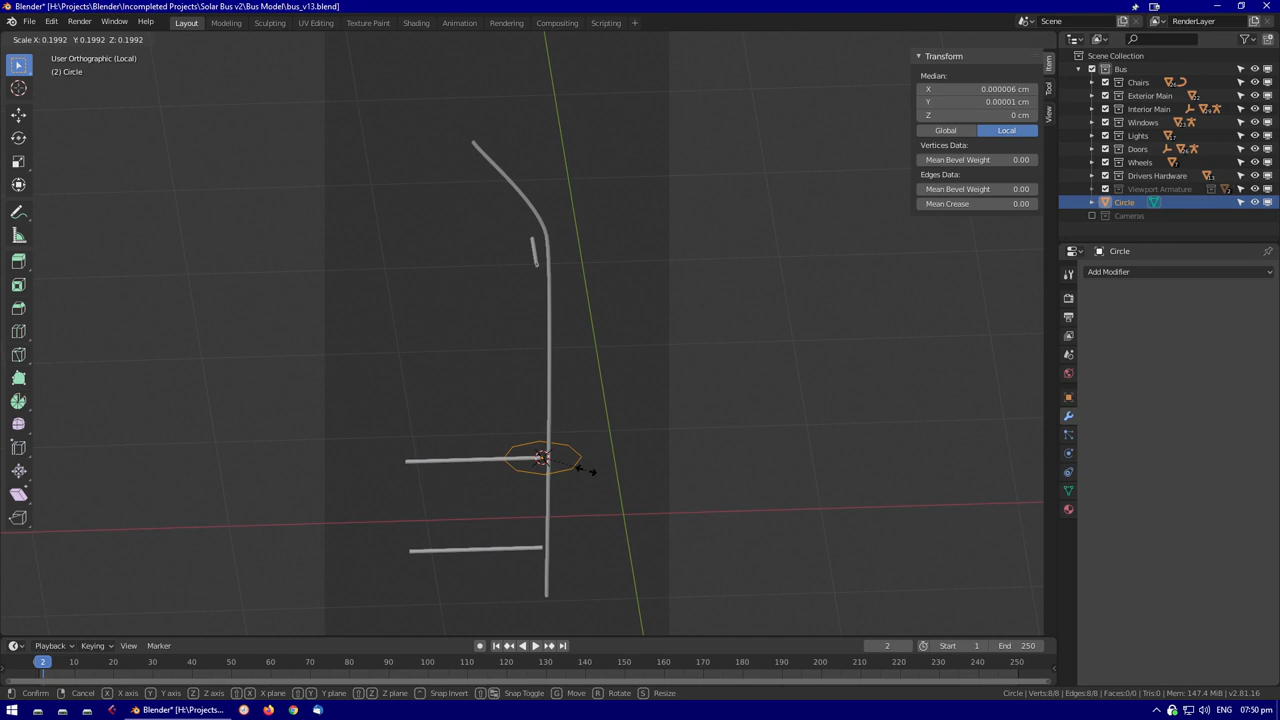 Blender* [H:\Projects\Blender\Incompleted Projects\Solar Bus v2\Bus Model\bus_v13.blend]
File Edit Render Window Help Layout Modeling Sculpting UV Editing Texture Paint Shading Animation Rendering Compositing Scripting + Scene RenderLayer
Scale X: 0.1992 Y: 0.1992 Z: 0.1992
User Orthographic (Local)
(2) Circle
Transform
Median:
X 0.000006 cm
Y 0.00001 cm
Z 0 cm
Global Local
Vertices Data:
Mean Bevel Weight 0.00
Edges Data:
Mean Bevel Weight 0.00
Mean Crease 0.00
Item
Tool
View
Scene Collection
Bus
Chairs
Exterior Main
Interior Main
Windows
Lights
Doors
Wheels
Drivers Hardware
Viewport Armature
Circle
Cameras
Circle
Add Modifier
Playback Keying View Marker 2 Start 1 End 250
2 10 20 30 40 50 60 70 80 90 100 110 120 130 140 150 160 170 180 190 200 210 220 230 240 250
Confirm Cancel X X axis Y Y axis Z Z axis X X plane Y Y plane Z Z plane Snap Invert Snap Toggle G Move R Rotate S Resize Circle | Verts:8/8 | Edges:8/8 | Faces:0/0 | Tris:0 | Mem: 147.4 MiB | v2.81.16
Blender* [H:\Projects... ENG 07:50 pm